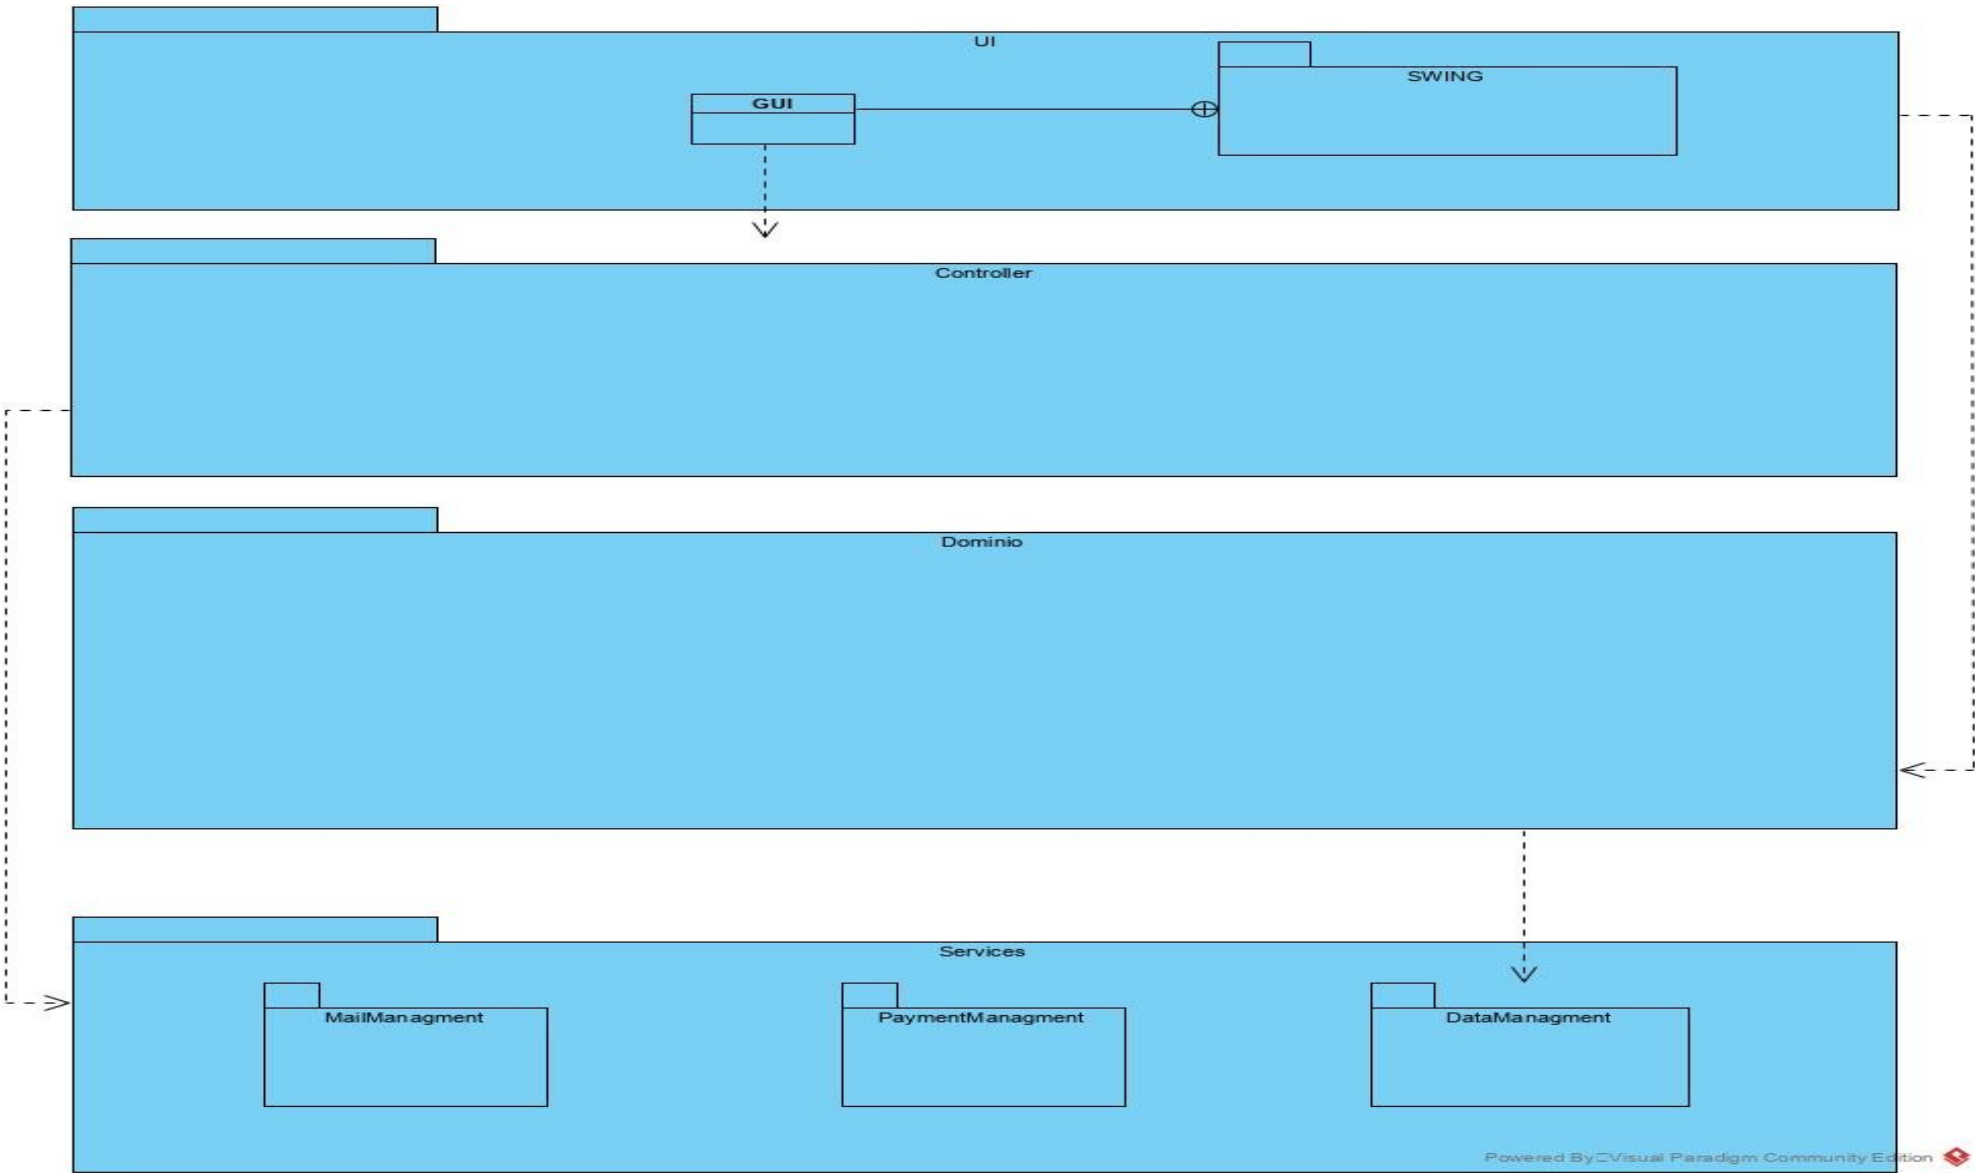 UI
SWING
GUI
Controller
Dominio
Services
MailManagment
PaymentManagment
DataManagment
Powered By Visual Paradigm Community Edition